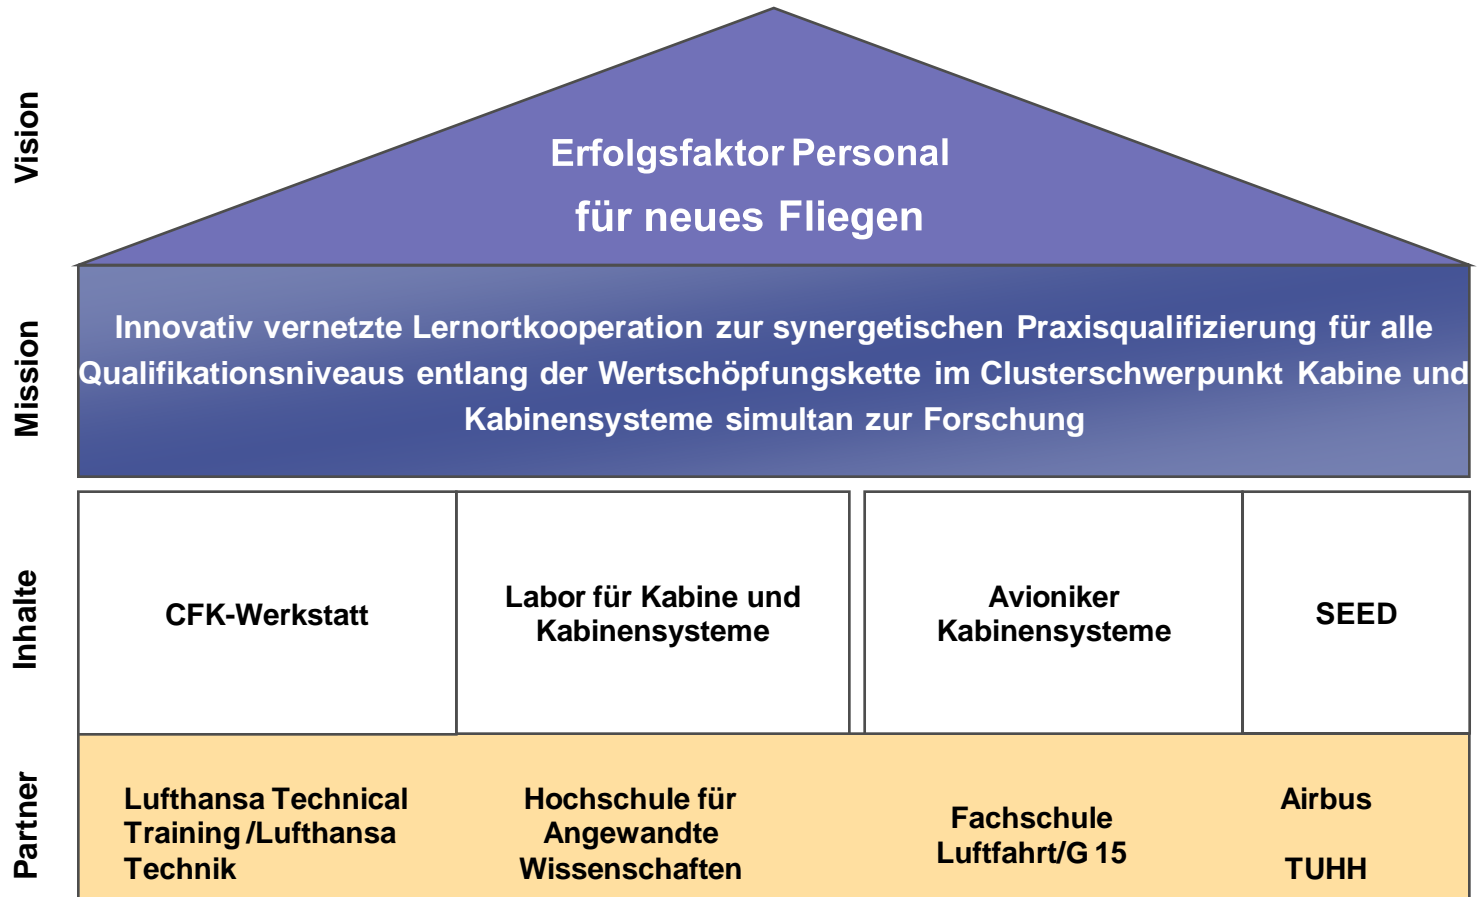 Vision
Erfolgsfaktor Personal
für neues Fliegen
Mission
Innovativ vernetzte Lernortkooperation zur synergetischen Praxisqualifizierung für alle
Qualifikationsniveaus entlang der Wertschöpfungskette im Clusterschwerpunkt Kabine und
Kabinensysteme simultan zur Forschung
Inhalte
CFK-Werkstatt
Labor für Kabine und
Kabinensysteme
Avioniker
Kabinensysteme
SEED
Partner
Lufthansa Technical
Training /Lufthansa
Technik
Hochschule für
Angewandte
Wissenschaften
Fachschule
Luftfahrt/G 15
Airbus
TUHH